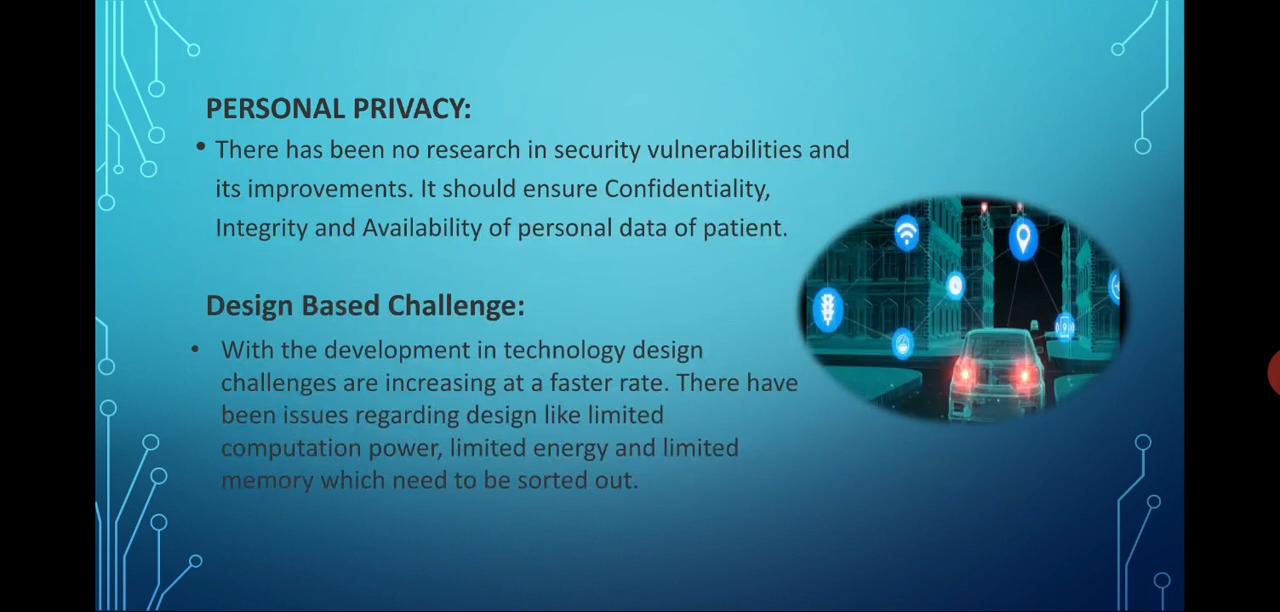 PERSONAL PRIVACY:
• There has been no research in security vulnerabilities and
its improvements. It should ensure Confidentiality,
Integrity and Availability of personal data of patient.
Design Based Challenge:
• With the development in technology design
challenges are increasing at a faster rate. There have
been issues regarding design like limited
computation power, limited energy and limited
memory which need to be sorted out.